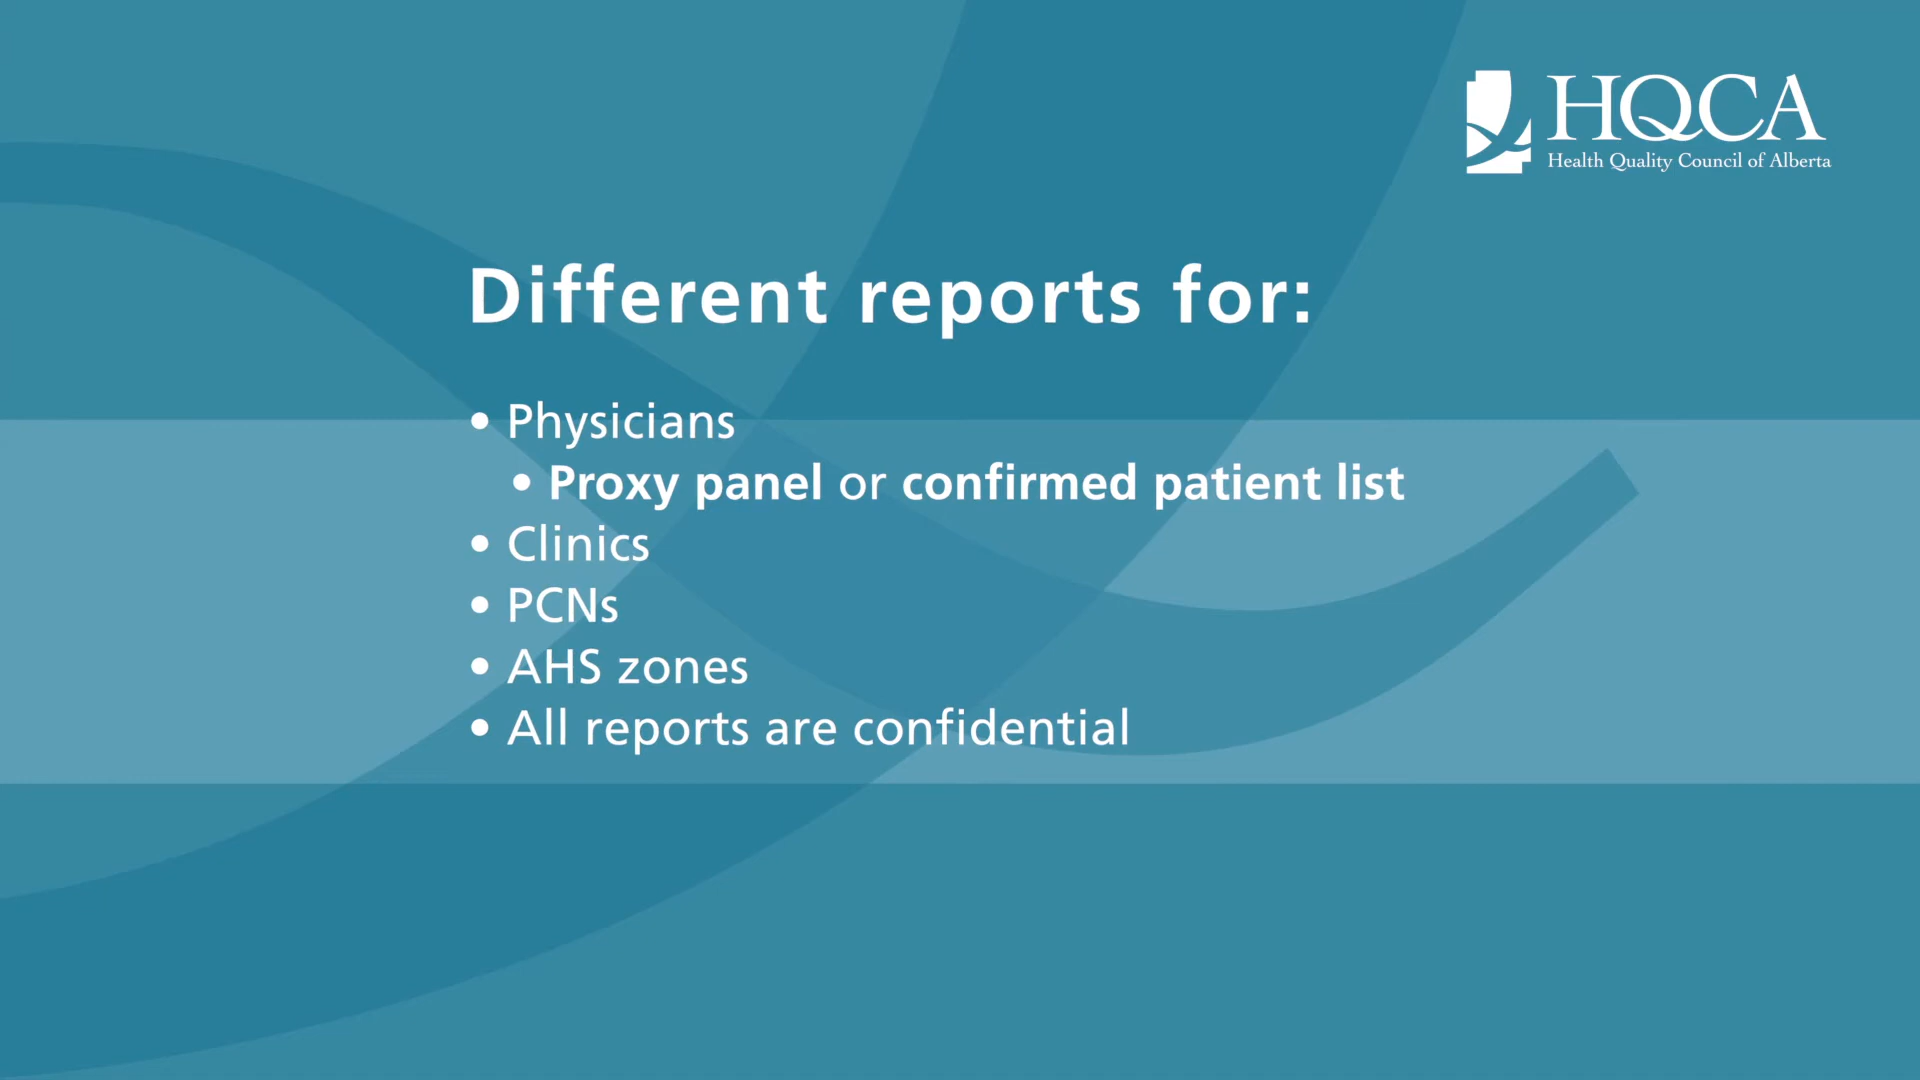 HQCA
Health Quality Council of Alberta
Different reports for:
• Physicians
• Proxy panel or confirmed patient list
• Clinics
• PCNs
• AHS zones
• All reports are confidential